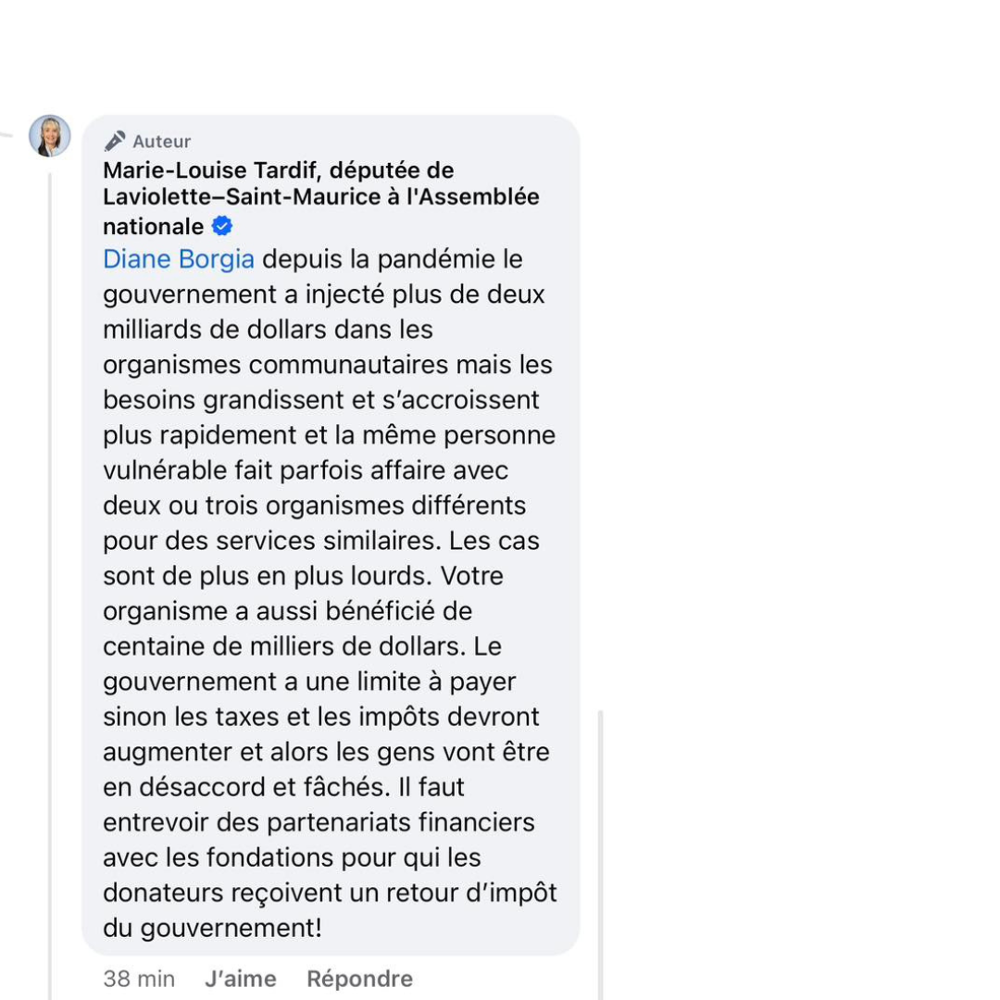 Auteur
Marie-Louise Tardif, députée de
Laviolette–Saint-Maurice à l'Assemblée
nationale
Diane Borgia depuis la pandémie le
gouvernement a injecté plus de deux
milliards de dollars dans les
organismes communautaires mais les
besoins grandissent et s’accroissent
plus rapidement et la même personne
vulnérable fait parfois affaire avec
deux ou trois organismes différents
pour des services similaires. Les cas
sont de plus en plus lourds. Votre
organisme a aussi bénéficié de
centaine de milliers de dollars. Le
gouvernement a une limite à payer
sinon les taxes et les impôts devront
augmenter et alors les gens vont être
en désaccord et fâchés. Il faut
entrevoir des partenariats financiers
avec les fondations pour qui les
donateurs reçoivent un retour d’impôt
du gouvernement!
38 min J’aime Répondre